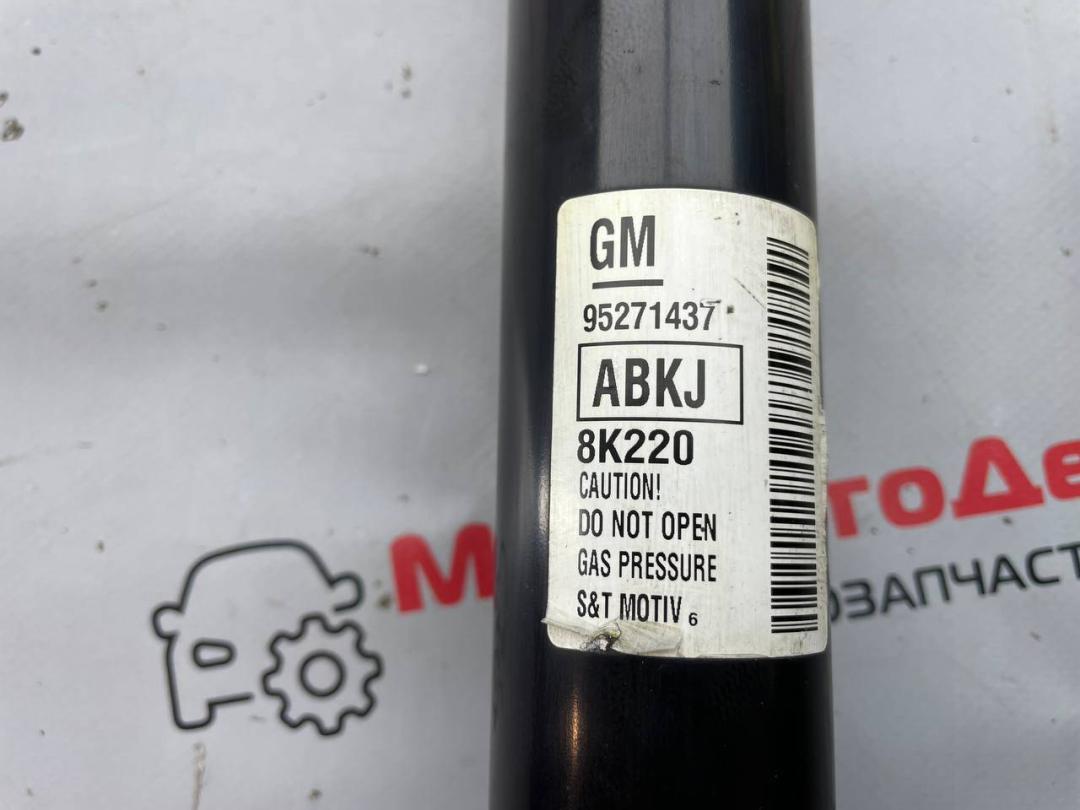 GM
95271437
ABKJ
8K220
CAUTION!
DO NOT OPEN
GAS PRESSURE
S&T MOTIV 6